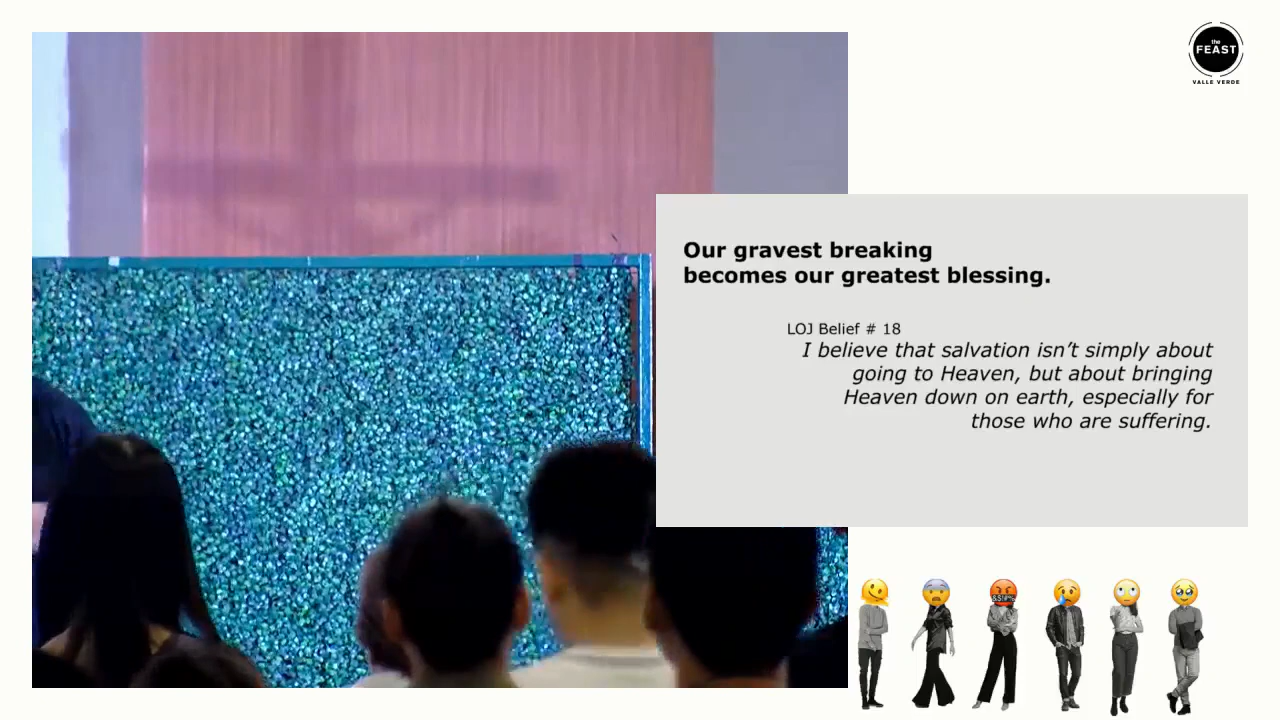 the
FEAST
VALLE VERDE
Our gravest breaking
becomes our greatest blessing.
LOJ Belief # 18
I believe that salvation isn’t simply about
going to Heaven, but about bringing
Heaven down on earth, especially for
those who are suffering.
&$!#%